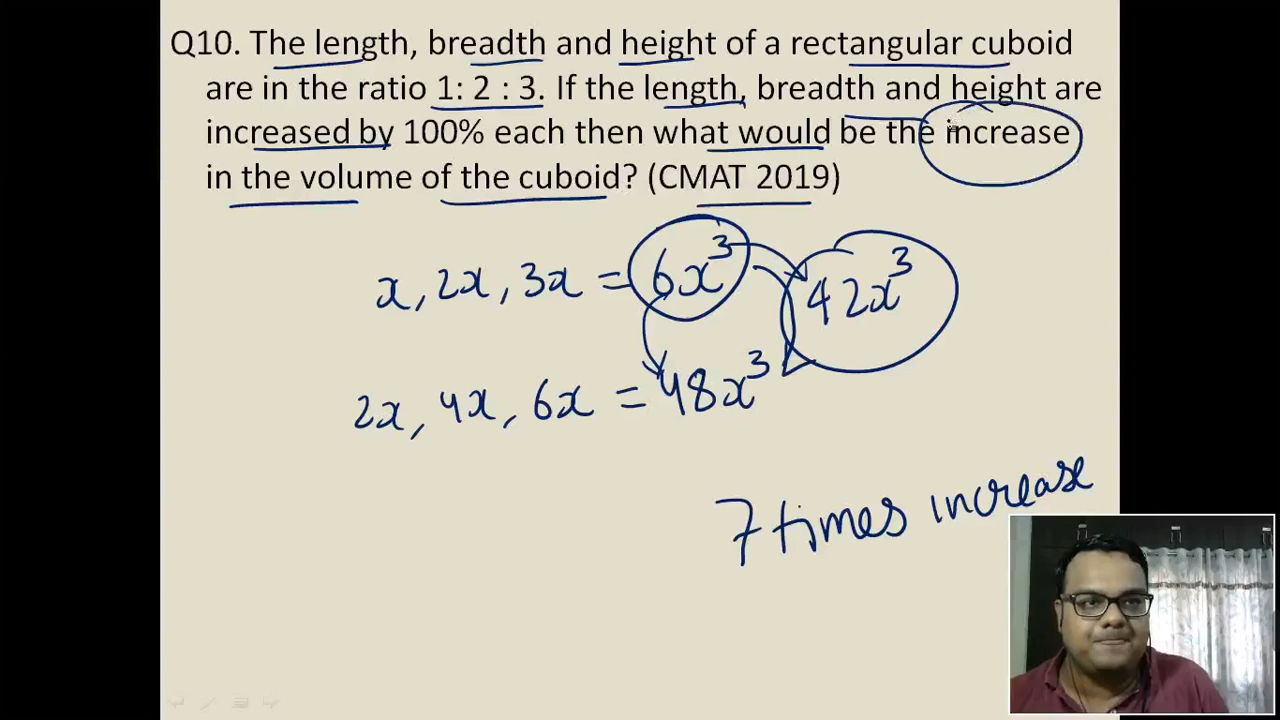 Q10. The length, breadth and height of a rectangular cuboid
are in the ratio 1: 2 : 3. If the length, breadth and height are
increased by 100% each then what would be the increase
in the volume of the cuboid? (CMAT 2019)
x, 2x, 3x = 6x³
42x³
2x, 4x, 6x = 48x³
7 times increase